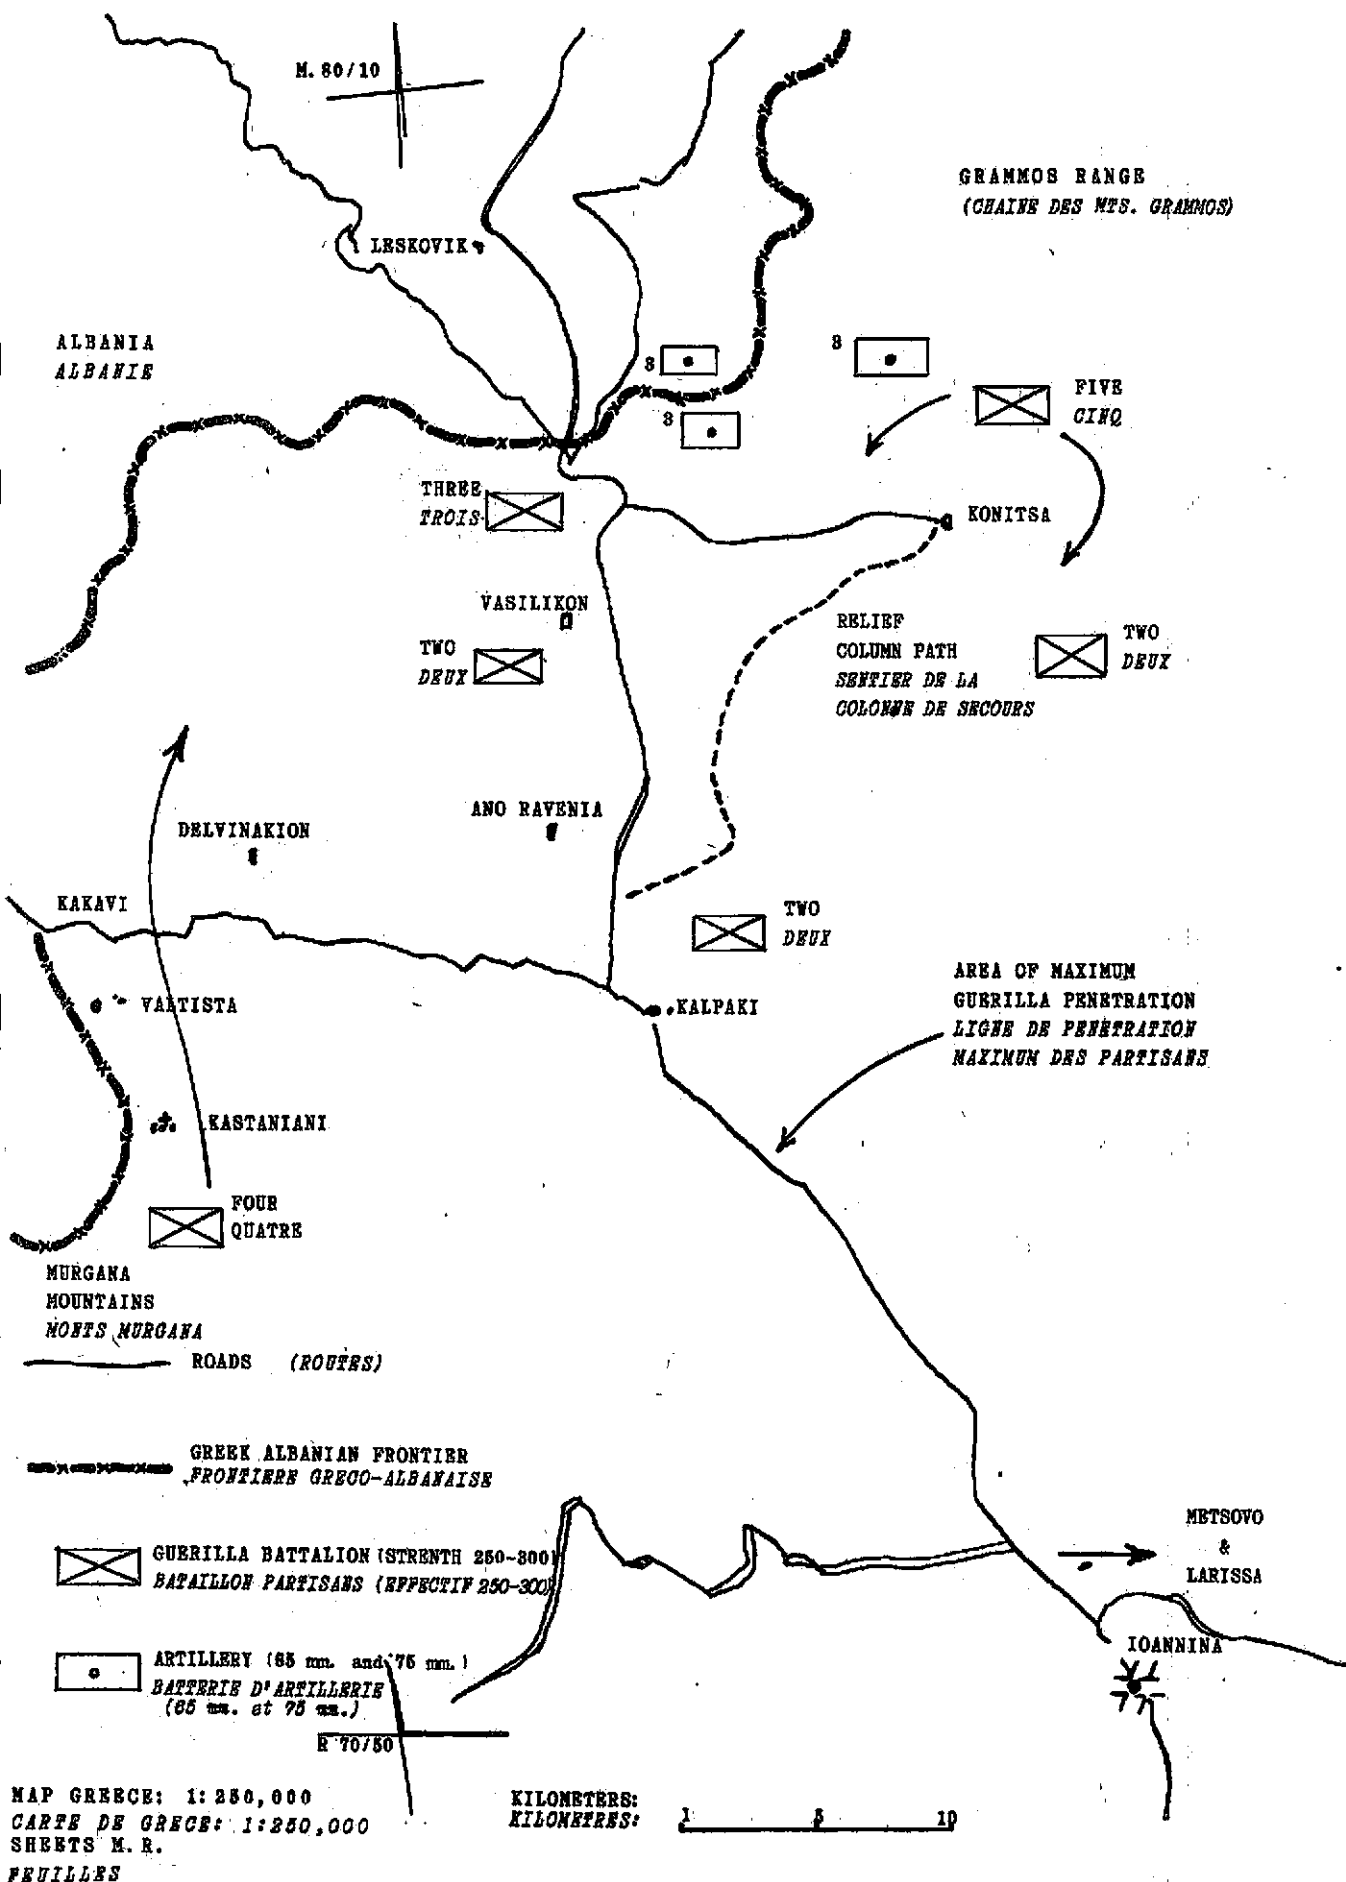 M. 80/10
GRAMMOS RANGE
(CHAINE DES MTS. GRAMMOS)
LESKOVIK
ALBANIA
ALBANIE
3
3
3
FIVE
CINQ
THREE
TROIS
KONITSA
VASILIKON
TWO
DEUX
RELIEF
COLUMN PATH
SENTIER DE LA
COLONNE DE SECOURS
TWO
DEUX
ANO RAVENIA
DELVINAKION
KAKAVI
TWO
DEUX
VALTISTA
KALPAKI
AREA OF MAXIMUM
GUERILLA PENETRATION
LIGNE DE PENETRATION
MAXIMUM DES PARTISANS
KASTANIANI
FOUR
QUATRE
MURGANA
MOUNTAINS
MONTS MURGANA
ROADS (ROUTES)
GREEK ALBANIAN FRONTIER
FRONTIERE GRECO-ALBANAISE
GUERILLA BATTALION (STRENTH 250-300)
BATAILLON PARTISANS (EFFECTIF 250-300)
ARTILLERY (65 mm. and 75 mm.)
BATTERIE D'ARTILLERIE
(65 mm. et 75 mm.)
METSOVO
&
LARISSA
IOANNINA
R 70/50
MAP GREECE: 1:250,000
CARTE DE GRECE: 1:250,000
SHEETS M. R.
FEUILLES
KILOMETERS:
KILOMETRES:
1 5 10